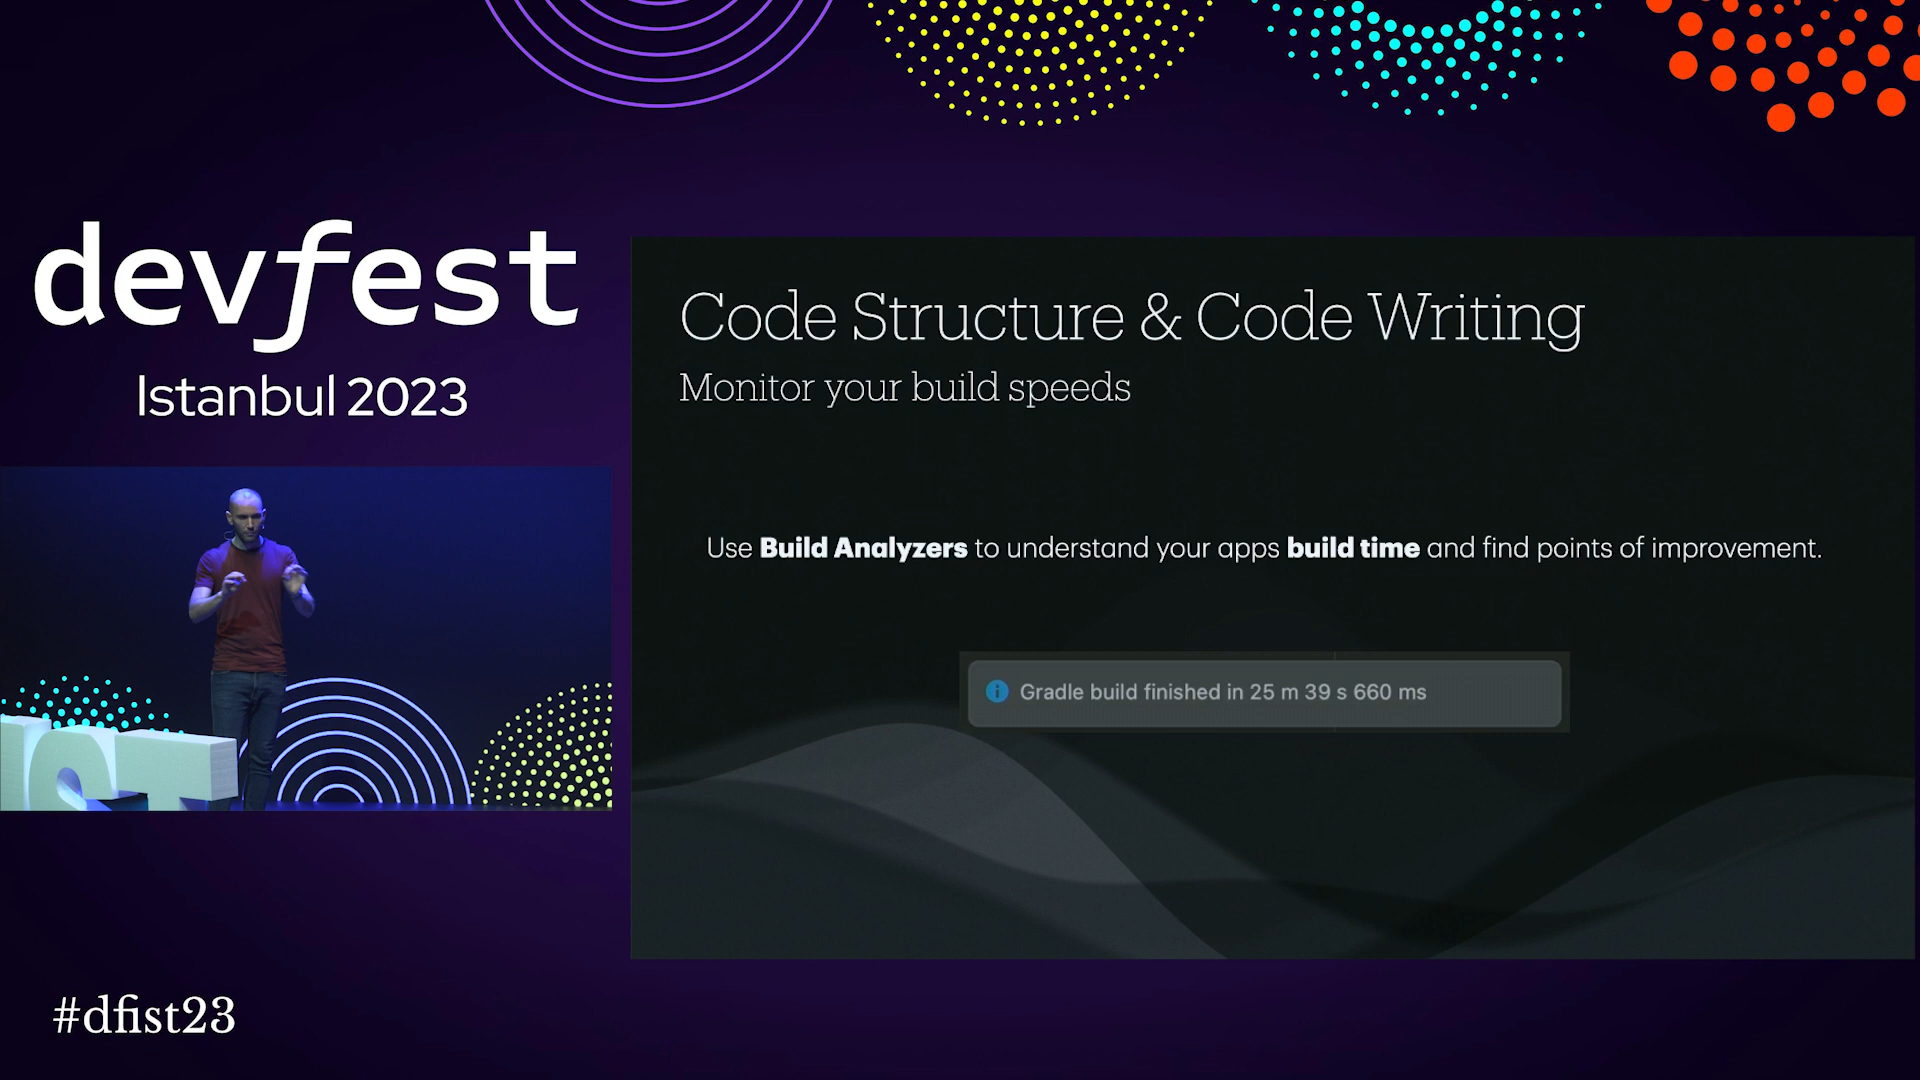 devfest
Istanbul 2023
Code Structure & Code Writing
Monitor your build speeds
Use Build Analyzers to understand your apps build time and find points of improvement.
Gradle build finished in 25 m 39 s 660 ms
IST
#dfist23